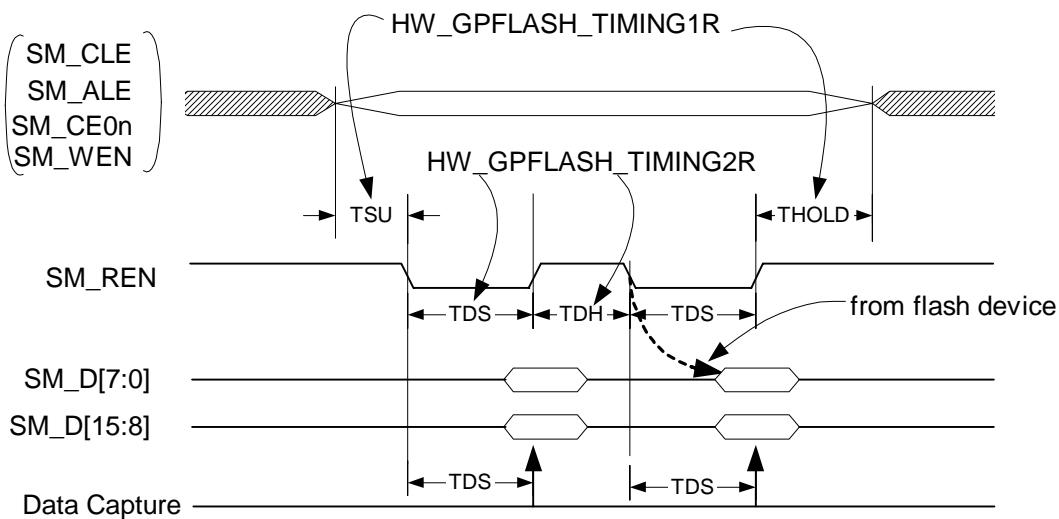 HW_GPFLASH_TIMING1R
SM_CLE
SM_ALE
SM_CE0n
SM_WEN
HW_GPFLASH_TIMING2R
TSU
THOLD
SM_REN
TDS
TDH
TDS
from flash device
SM_D[7:0]
SM_D[15:8]
TDS
TDS
Data Capture